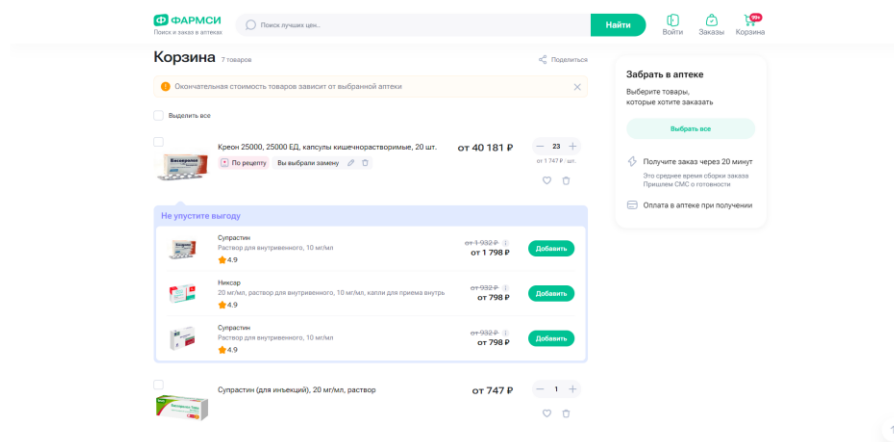 ФАРМСИ
Поиск и заказ в аптеках
Поиск лучших цен..
Найти
Войти
Заказы
99+
Корзина
Корзина 7 товаров
Поделиться
Окончательная стоимость товаров зависит от выбранной аптеки
Выделить все
Креон 25000, 25000 ЕД, капсулы кишечнорастворимые, 20 шт.
от 40 181 ₽
23
от 1 747 ₽/шт.
По рецепту
Вы выбрали замену
Не упустите выгоду
Супрастин
Раствор для внутривенного, 10 мг/мл
4.9
от 1 932 ₽
от 1 798 ₽
Добавить
Никсар
20 мг/мл, раствор для внутривенного, 10 мг/мл, капли для приема внутрь
4.9
от 932 ₽
от 798 ₽
Добавить
Супрастин
Раствор для внутривенного, 10 мг/мл
4.9
от 932 ₽
от 798 ₽
Добавить
Супрастин (для инъекций), 20 мг/мл, раствор
от 747 ₽
1
Забрать в аптеке
Выберите товары,
которые хотите заказать
Выбрать все
Получите заказ через 20 минут
Это среднее время сборки заказа
Пришлем СМС о готовности
Оплата в аптеке при получении